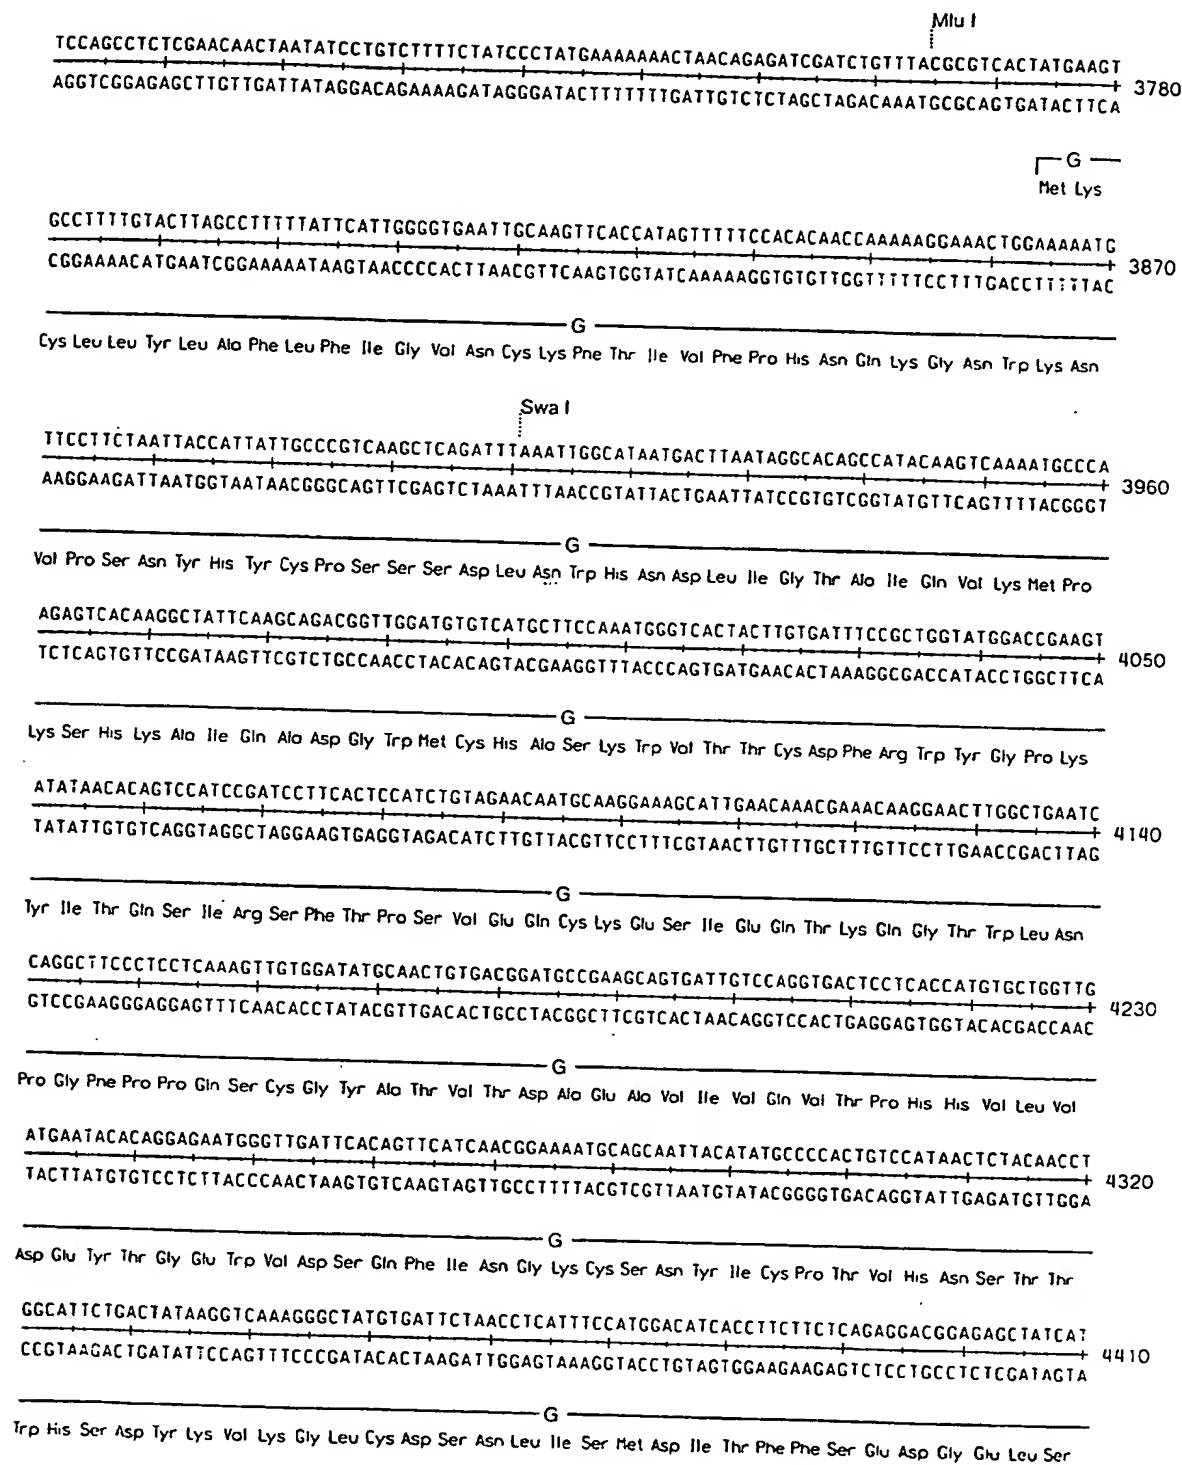 Mlu I
TCCAGCCTCTCGAACAACTAATATCCTGTCTTTTCTATCCCTATGAAAAAAACTAACAGAGATCGATCTGTTTACGCGTCACTATGAAGT
3780
AGGTCGGAGAGCTTGTTGATTATAGGACAGAAAAGATAGGGATACTTTTTTTGATTGTCTCTAGCTAGACAAATGCGCAGTGATACTTCA
G
Met Lys
GCCTTTTGTACTTAGCCTTTTTATTCATTGGGGTGAATTGCAAGTTCACCATAGTTTTTCCACACAACCAAAAAGGAAACTGGAAAAATG
3870
CGGAAAACATGAATCGGAAAAATAAGTAACCCCACTTAACGTTCAAGTGGTATCAAAAAGGTGTGTTGGTTTTTCCTTTGACCTTTTTAC
G
Cys Leu Leu Tyr Leu Ala Phe Leu Phe Ile Gly Val Asn Cys Lys Pne Thr Ile Val Pne Pro His Asn Gln Lys Gly Asn Trp Lys Asn
Swa I
TTCCTTCTAATTACCATTATTGCCCGTCAAGCTCAGATTTAAATTGGCATAATGACTTAATAGGCACAGCCATACAAGTCAAAATGCCCA
3960
AAGGAAGATTAATGGTAATAACGGGCAGTTCGAGTCTAAATTTAACCGTATTACTGAATTATCCGTGTCGGTATGTTCAGTTTTACGGGT
G
Val Pro Ser Asn Tyr His Tyr Cys Pro Ser Ser Ser Asp Leu Asn Trp His Asn Asp Leu Ile Gly Thr Ala Ile Gln Val Lys Met Pro
AGAGTCACAAGGCTATTCAAGCAGACGGTTGGATGTGTCATGCTTCCAAATGGGTCACTACTTGTGATTTCCGCTGGTATGGACCGAAGT
4050
TCTCAGTGTTCCGATAAGTTCGTCTGCCAACCTACACAGTACGAAGGTTTACCCAGTGATGAACACTAAAGGCGACCATACCTGGCTTCA
G
Lys Ser His Lys Ala Ile Gln Ala Asp Gly Trp Met Cys His Ala Ser Lys Trp Val Thr Thr Cys Asp Phe Arg Trp Tyr Gly Pro Lys
ATATAACACAGTCCATCCGATCCTTCACTCCATCTGTAGAACAATGCAAGGAAAGCATTGAACAAACGAAACAAGGAACTTGGCTGAATC
4140
TATATTGTGTCAGGTAGGCTAGGAAGTGAGGTAGACATCTTGTTACGTTCCTTTCGTAACTTGTTTGCTTTGTTCCTTGAACCGACTTAG
G
Tyr Ile Thr Gln Ser Ile Arg Ser Phe Thr Pro Ser Val Glu Gln Cys Lys Glu Ser Ile Glu Gln Thr Lys Gln Gly Thr Trp Leu Asn
CAGGCTTCCCTCCTCAAAGTTGTGGATATGCAACTGTGACGGATGCCGAAGCAGTGATTGTCCAGGTGACTCCTCACCATGTGCTGGTTG
4230
GTCCGAAGGGAGGAGTTTCAACACCTATACGTTGACACTGCCTACGGCTTCGTCACTAACAGGTCCACTGAGGAGTGGTACACGACCAAC
G
Pro Gly Pne Pro Pro Gln Ser Cys Gly Tyr Ala Thr Val Thr Asp Ala Glu Ala Val Ile Val Gln Val Thr Pro His His Val Leu Val
ATGAATACACAGGAGAATGGGTTGATTCACAGTTCATCAACGGAAAATGCAGCAATTACATATGCCCCACTGTCCATAACTCTACAACCT
4320
TACTTATGTGTCCTCTTACCCAACTAAGTGTCAAGTAGTTGCCTTTTACGTCGTTAATGTATACGGGGTGACAGGTATTGAGATGTTGGA
G
Asp Glu Tyr Thr Gly Glu Trp Val Asp Ser Gln Phe Ile Asn Gly Lys Cys Ser Asn Tyr Ile Cys Pro Thr Val His Asn Ser Thr Thr
GGCATTCTGACTATAAGGTCAAAGGGCTATGTGATTCTAACCTCATTTCCATGGACATCACCTTCTTCTCAGAGGACGGAGAGCTATCAT
4410
CCGTAAGACTGATATTCCAGTTTCCCGATACACTAAGATTGGAGTAAAGGTACCTGTAGTGGAAGAAGAGTCTCCTGCCTCTCGATAGTA
G
Trp His Ser Asp Tyr Lys Val Lys Gly Leu Cys Asp Ser Asn Leu Ile Ser Met Asp Ile Thr Phe Phe Ser Glu Asp Gly Glu Leu Ser